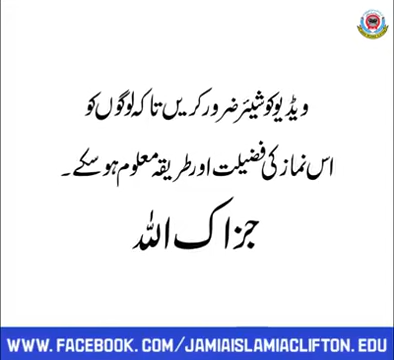 ویڈیو کو شیئر ضرور کریں تاکہ لوگوں کو
اس نماز کی فضیلت اور طریقہ معلوم ہو سکے۔
جزاک اللہ
WWW.FACEBOOK.COM/JAMIAISLAMIACLIFTON.EDU